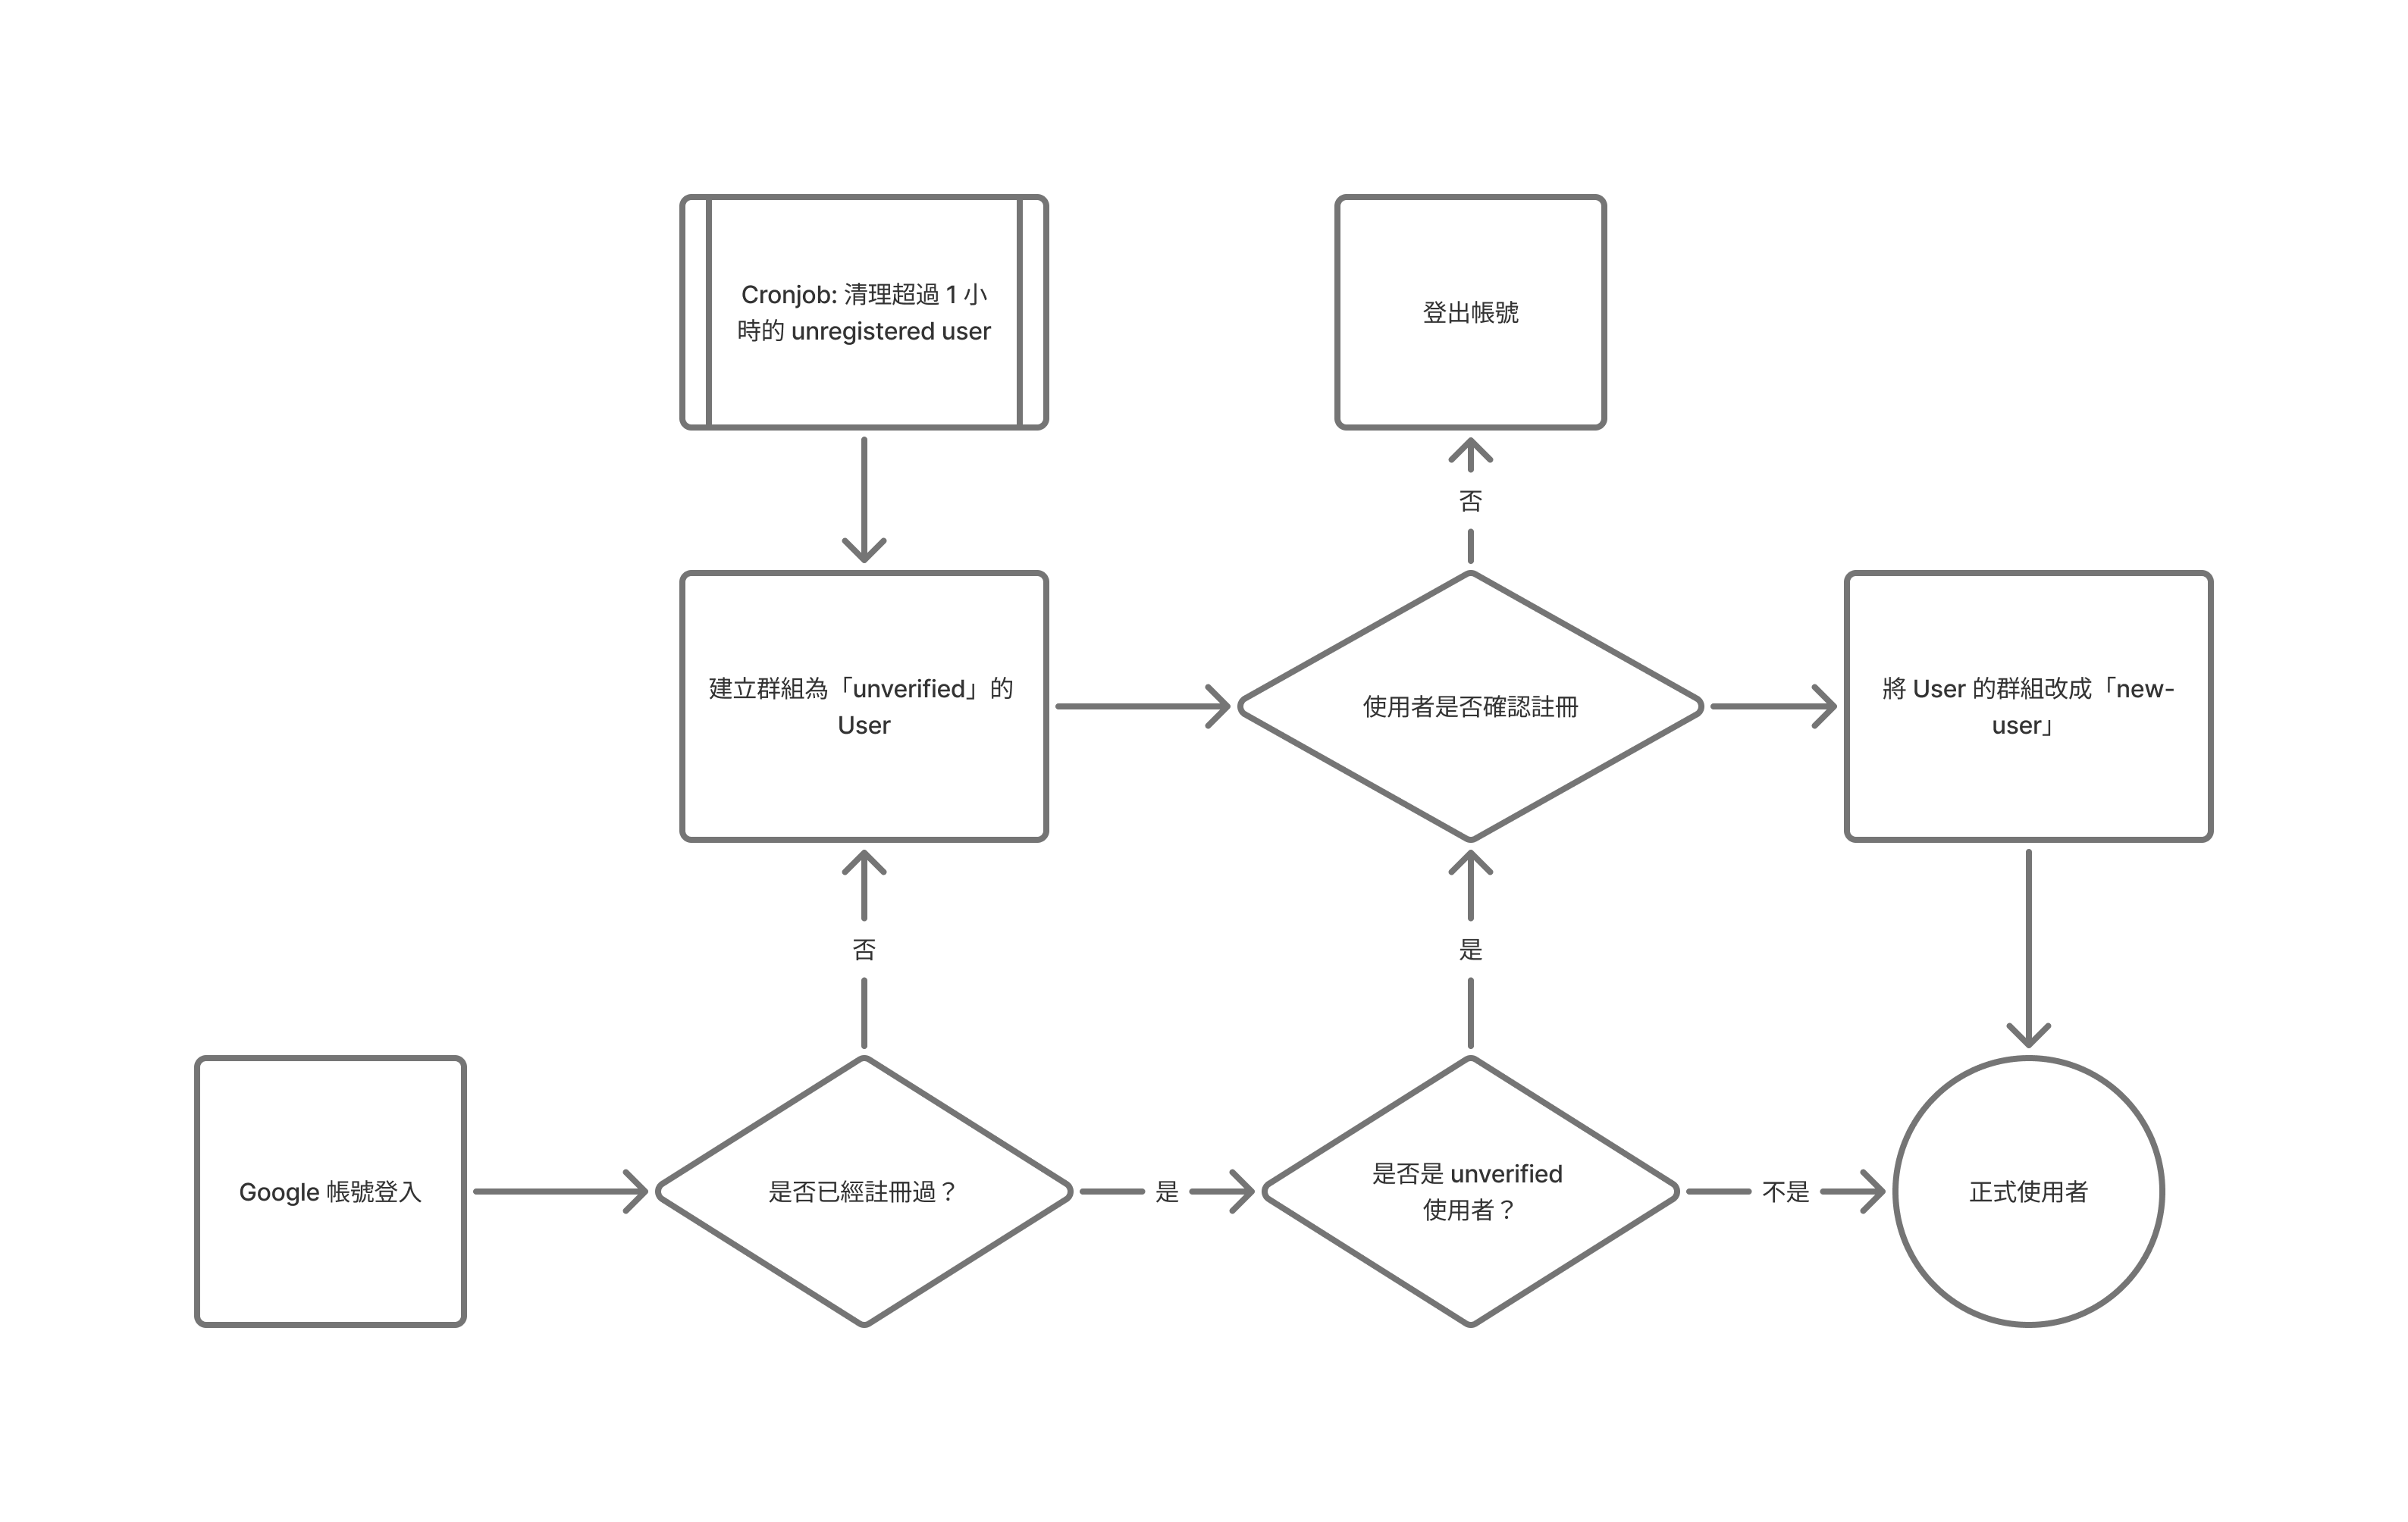 Cronjob: 清理超過 1 小
時的 unregistered user
登出帳號
否
建立群組為「unverified」的
User
使用者是否確認註冊
將 User 的群組改成「new-
user」
否
是
Google 帳號登入
是否已經註冊過？
是
是否是 unverified
使用者？
不是
正式使用者